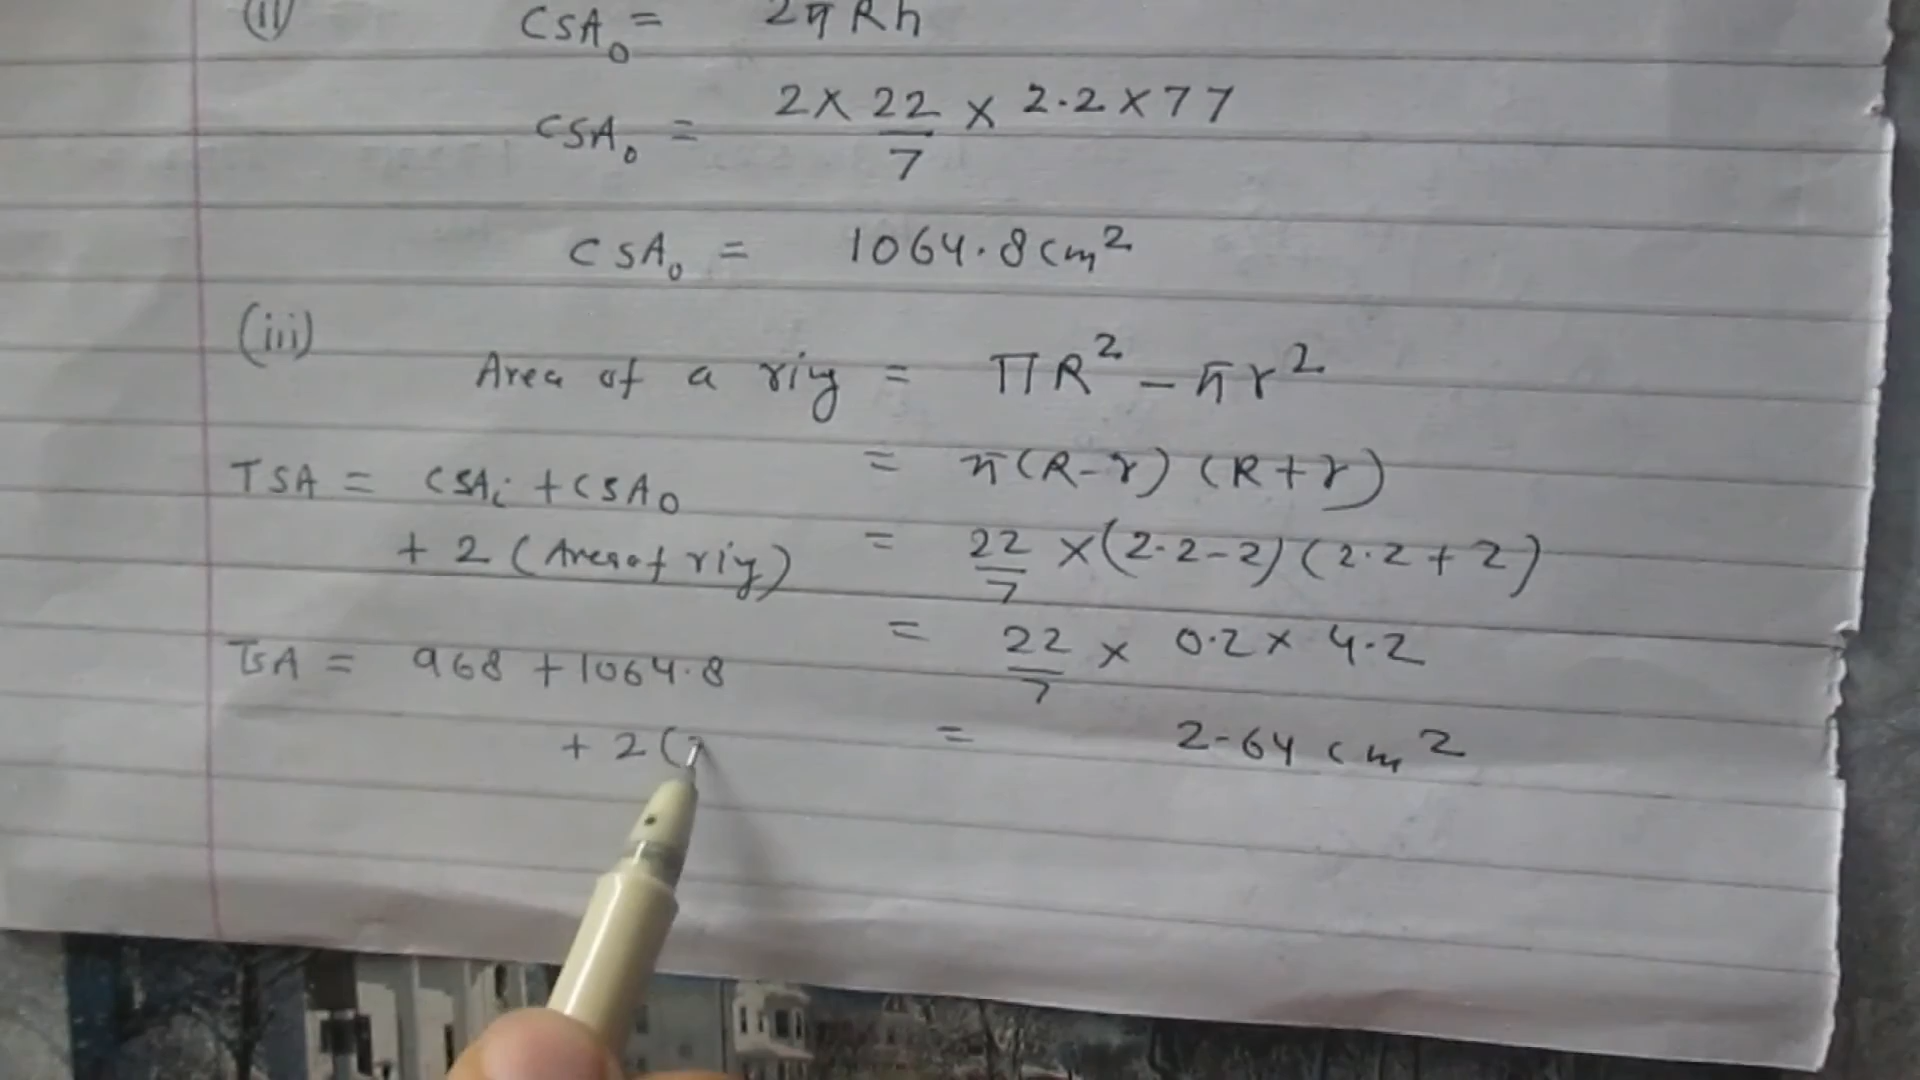 (ii) CSA₀ = 2πRh
CSA₀ = 2 × 22/7 × 2.2 × 77
CSA₀ = 1064.8 cm²
(iii)
Area of a ring = πR² − πr²
= π(R−r) (R+r)
TSA = CSAi + CSA₀
+ 2 (Area of ring)
= 22/7 × (2.2−2) (2.2+2)
= 22/7 × 0.2 × 4.2
TSA = 968 + 1064.8
+ 2 (
= 2.64 cm²